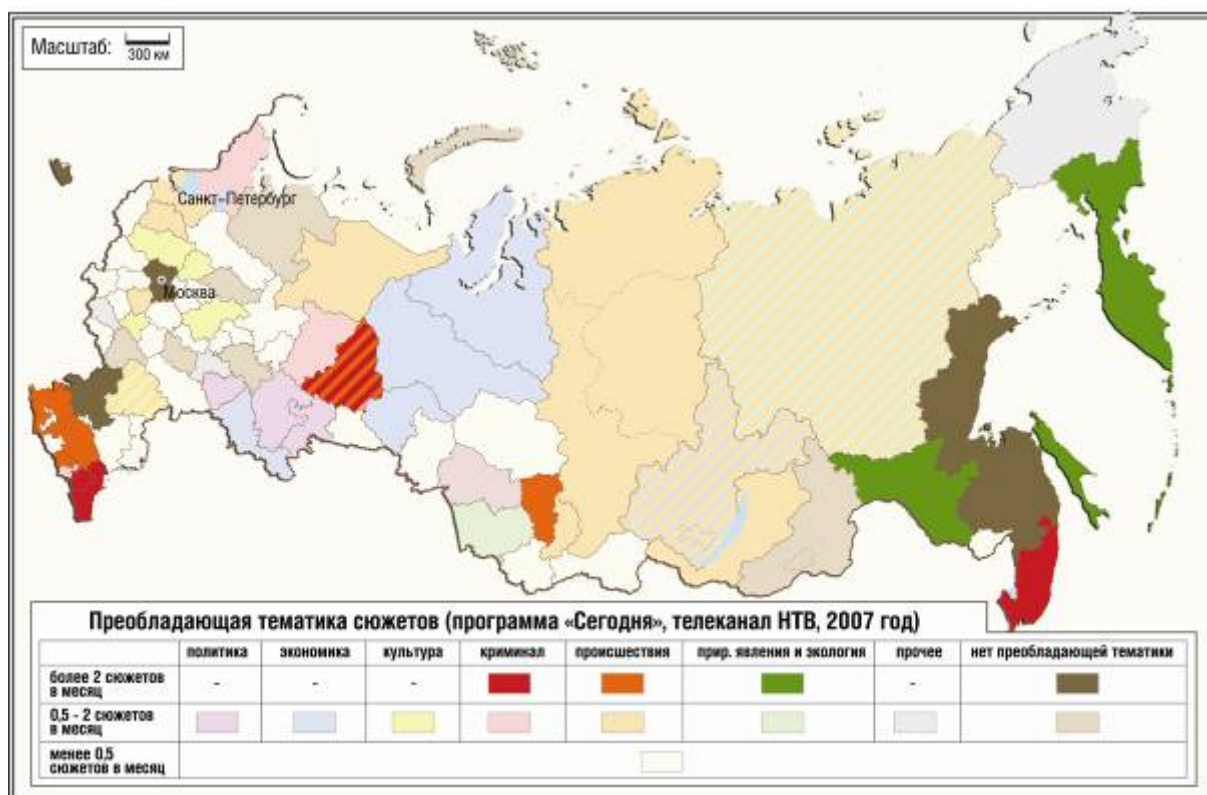 Масштаб:
300 км
Санкт-Петербург
Москва
Преобладающая тематика сюжетов (программа «Сегодня», телеканал НТВ, 2007 год)
политика экономика культура криминал происшествия прир. явления и экология прочее нет преобладающей тематики
более 2 сюжетов
в месяц - - - -
0,5 - 2 сюжетов
в месяц
менее 0,5
сюжетов в месяц